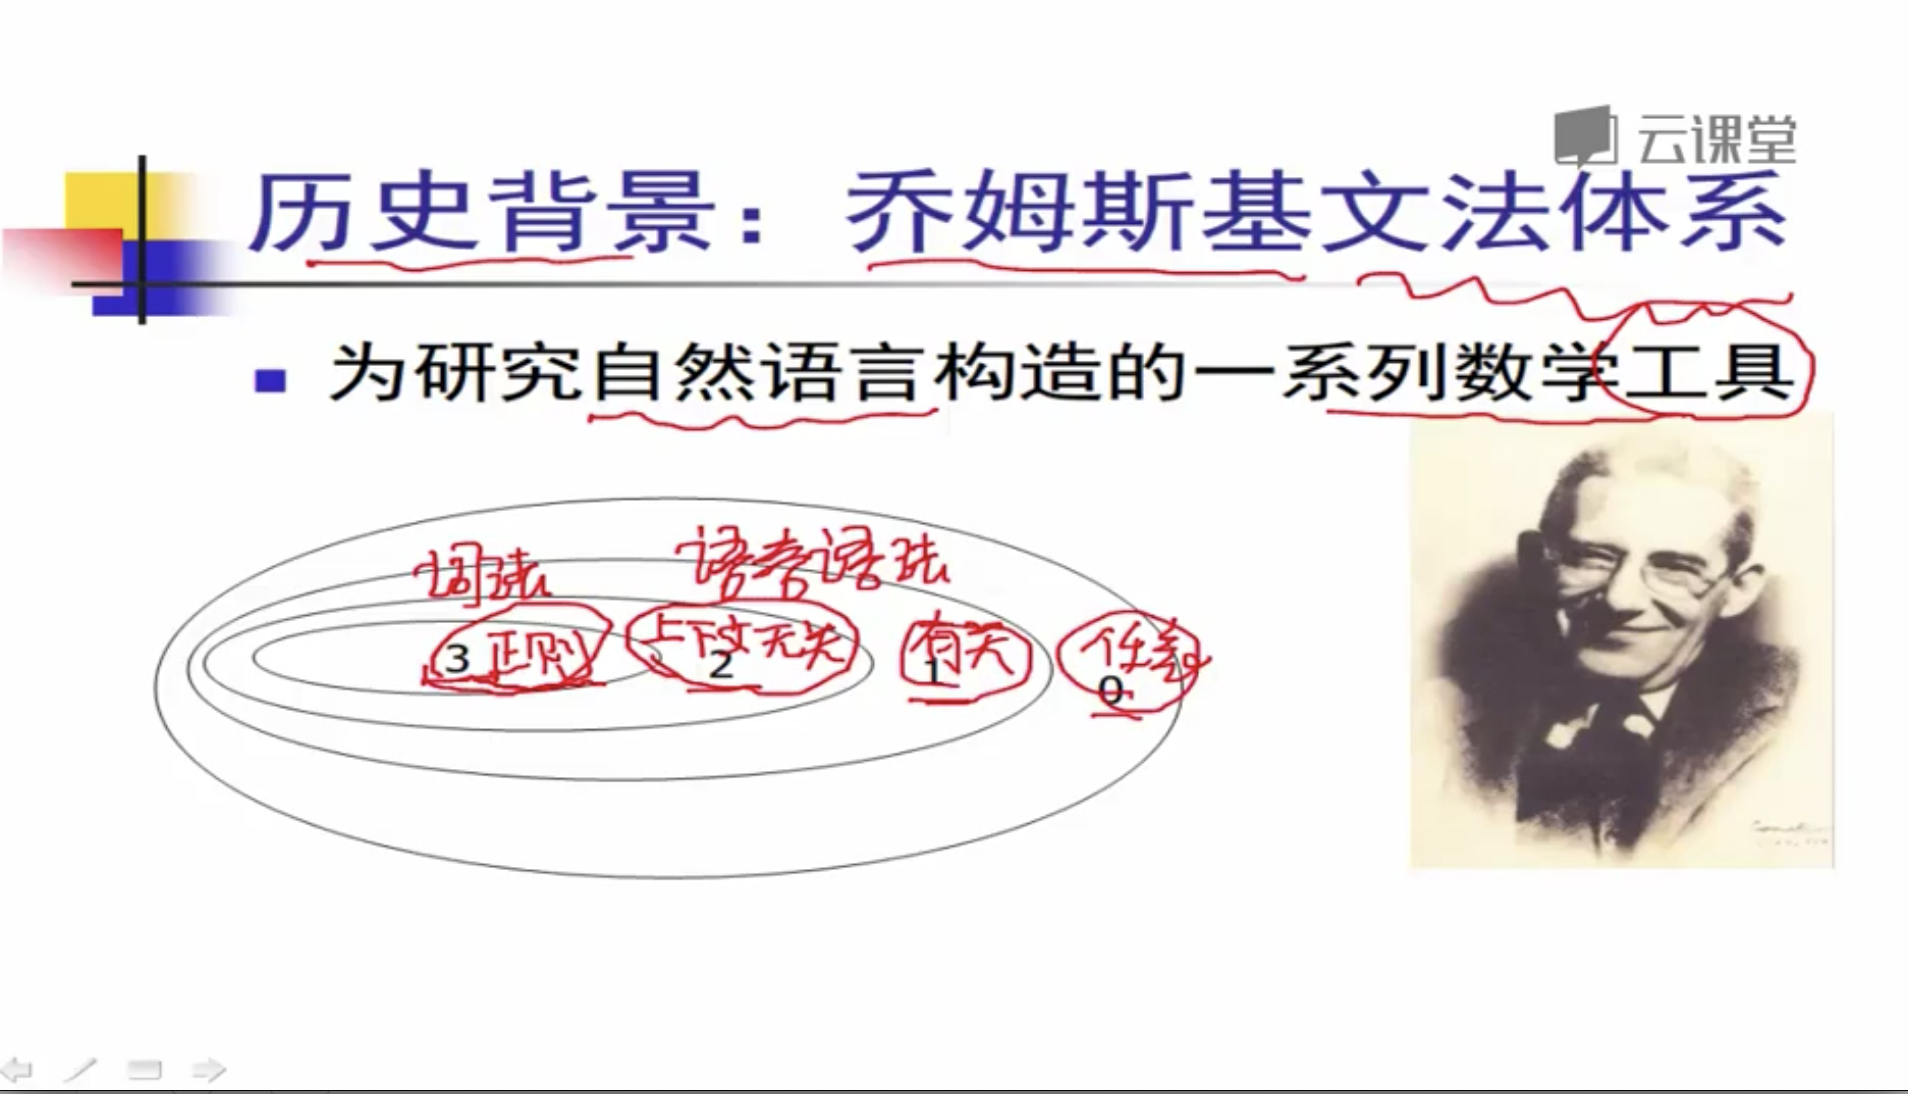 云课堂
历史背景：乔姆斯基文法体系
为研究自然语言构造的一系列数学工具
词法 语言语法
3 正则 上下文无关 2 有关 1 任意 0